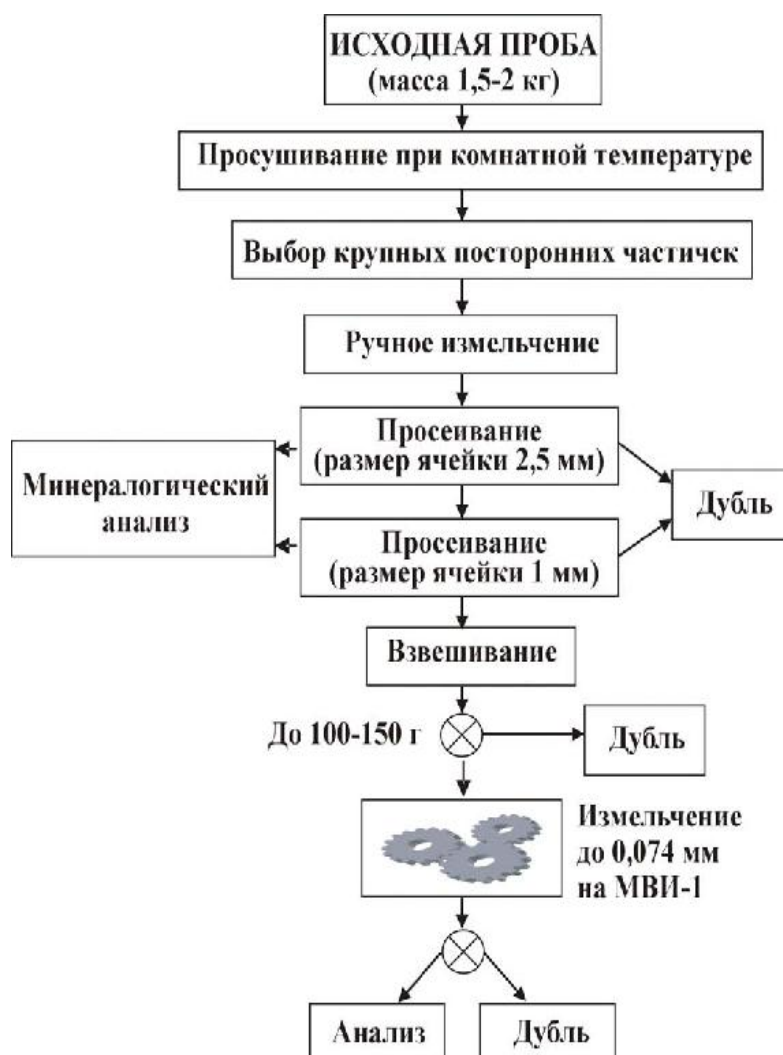 ИСХОДНАЯ ПРОБА
(масса 1,5-2 кг)
Просушивание при комнатной температуре
Выбор крупных посторонних частичек
Ручное измельчение
Просеивание
(размер ячейки 2,5 мм)
Минералогический
анализ
Дубль
Просеивание
(размер ячейки 1 мм)
Взвешивание
До 100-150 г
Дубль
Измельчение
до 0,074 мм
на МВИ-1
Анализ
Дубль